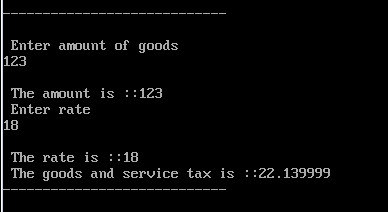 ----------------------------
Enter amount of goods
123
The amount is ::123
Enter rate
18
The rate is ::18
The goods and service tax is ::22.139999
----------------------------